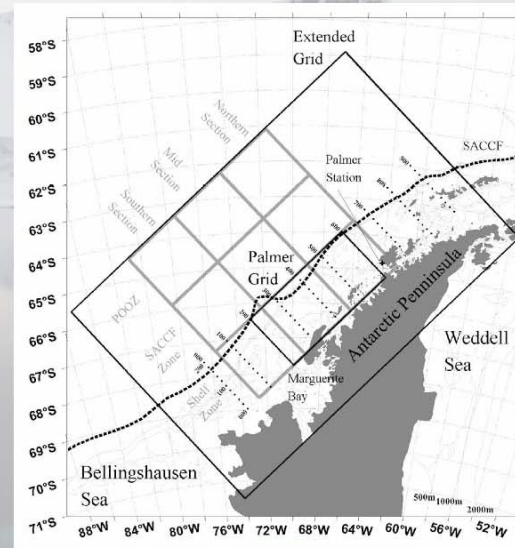 Extended
Grid
58°S
59°S
60°S
61°S
62°S
63°S
64°S
65°S
66°S
67°S
68°S
69°S
70°S
71°S
Northern
Section
Mid
Section
Southern
Section
SACCF
Palmer
Station
Palmer
Grid
POOZ
SACCF
Zone
Shelf
Zone
Antarctic Penninsula
Weddell
Sea
Marguerite
Bay
Bellingshausen
Sea
500m 1000m 2000m
88°W 84°W 80°W 76°W 72°W 68°W 64°W 60°W 56°W 52°W